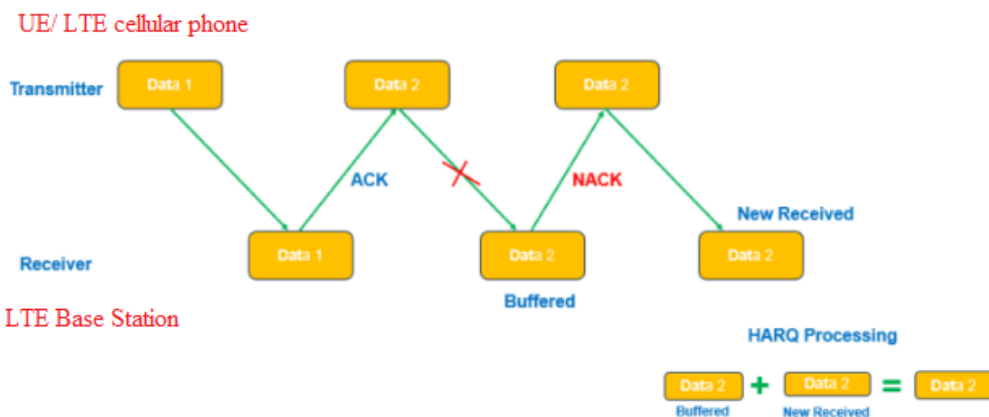 UE/ LTE cellular phone
Transmitter
Data 1
Data 2
Data 2
ACK
NACK
New Received
Receiver
Data 1
Data 2
Data 2
Buffered
LTE Base Station
HARQ Processing
Data 2 + Data 2 = Data 2
Buffered
New Received